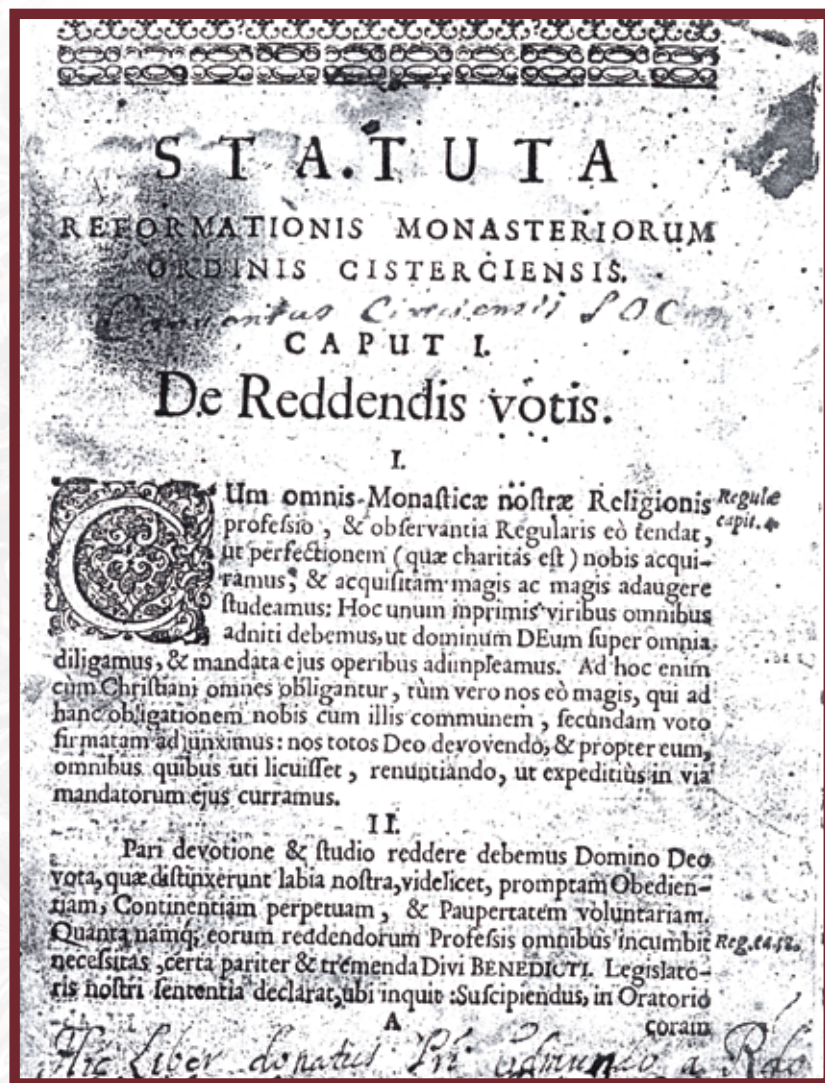 STATUTA
REFORMATIONIS MONASTERIORUM
ORDINIS CISTERCIENSIS.
Conventus S O C
CAPUT I.
De Reddendis votis.
I.
CUm omnis Monasticæ nostræ Religionis Regulæ
professio, & observantia Regularis eò tendat, capit. 4
ut perfectionem (quæ charitas est) nobis acqui-
ramus; & acquisitam magis ac magis adaugere
studeamus: Hoc unum inprimis viribus omnibus
adniti debemus, ut dominum DEum super omnia
diligamus, & mandata ejus operibus adimpleamus. Ad hoc enim
cùm Christiani omnes obligantur, tùm vero nos eò magis, qui ad
hanc obligationem nobis cum illis communem, secundam voto
firmatam adjunximus: nos totos Deo devovendo, & propter eum,
omnibus quibus uti licuisset, renuntiando, ut expeditiùs in via
mandatorum ejus curramus.
II.
Pari devotione & studio reddere debemus Domino Deo
vota, quæ distinxerunt labia nostra, videlicet, promptam Obedien-
tiam, Continentiam perpetuam, & Paupertatem voluntariam.
Quanta namq; eorum reddendorum Professis omnibus incumbit Reg. ca. 58.
necessitas, certa pariter & tremenda Divi BENEDICTI. Legislato-
ris nostri sententia declarat, ubi inquit: Suscipiendus, in Oratorio
A coram
Hic Liber donatus Pri a Rdo